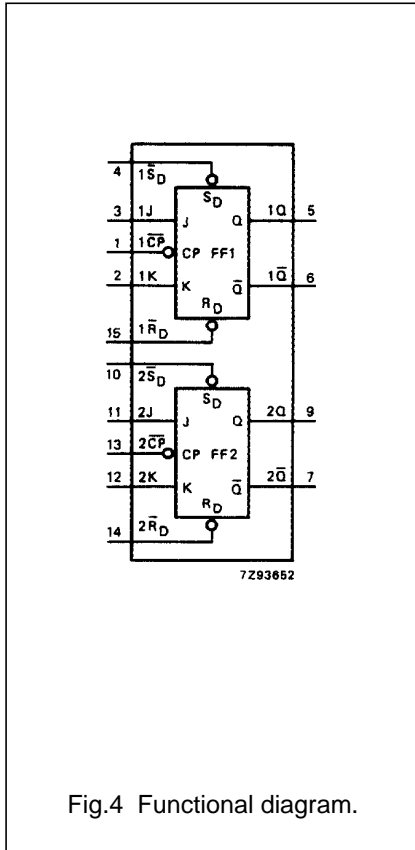 4 1S̅D
SD
3 1J J Q 1Q 5
1 1C̅P̅ CP FF1
2 1K K Q̅ 1Q̅ 6
RD
15 1R̅D
10 2S̅D
SD
11 2J J Q 2Q 9
13 2C̅P̅ CP FF2
12 2K K Q̅ 2Q̅ 7
RD
14 2R̅D
7Z93652
Fig.4 Functional diagram.